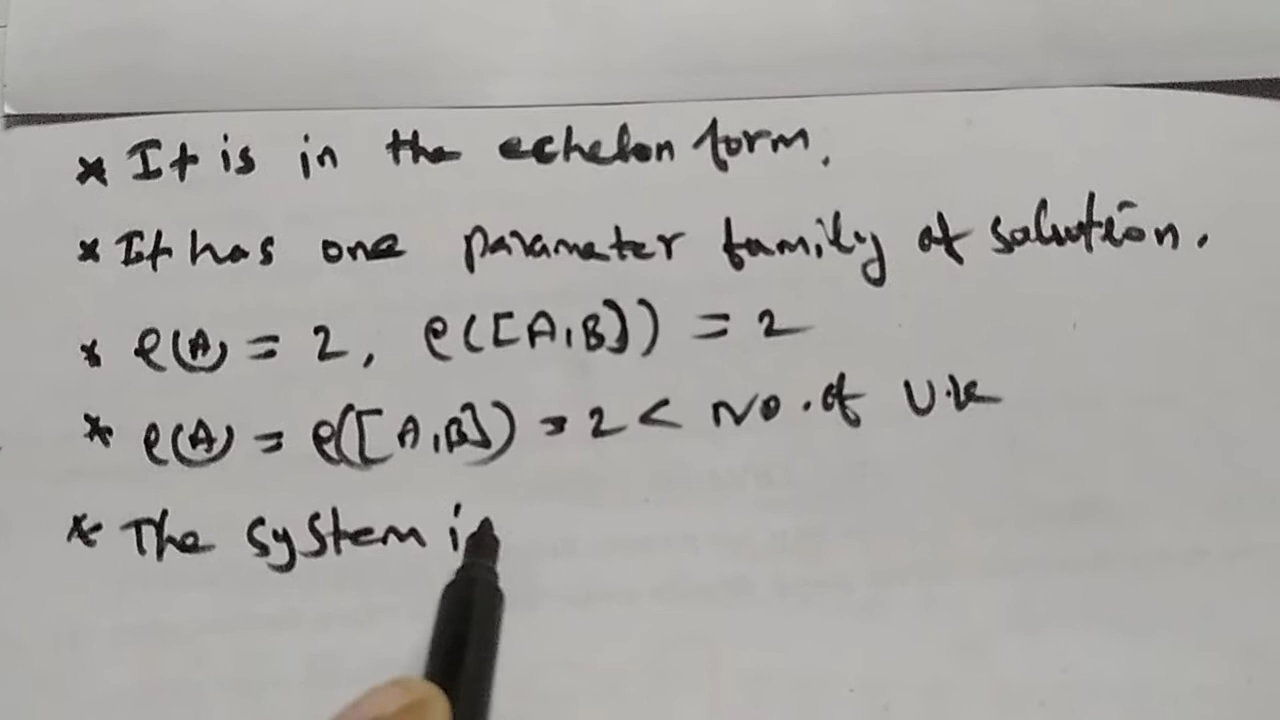 * It is in the echelon form.
* It has one parameter family of solution.
* ρ(A) = 2, ρ([A,B]) = 2
* ρ(A) = ρ([A,B]) = 2 < No. of U.K
* The system i